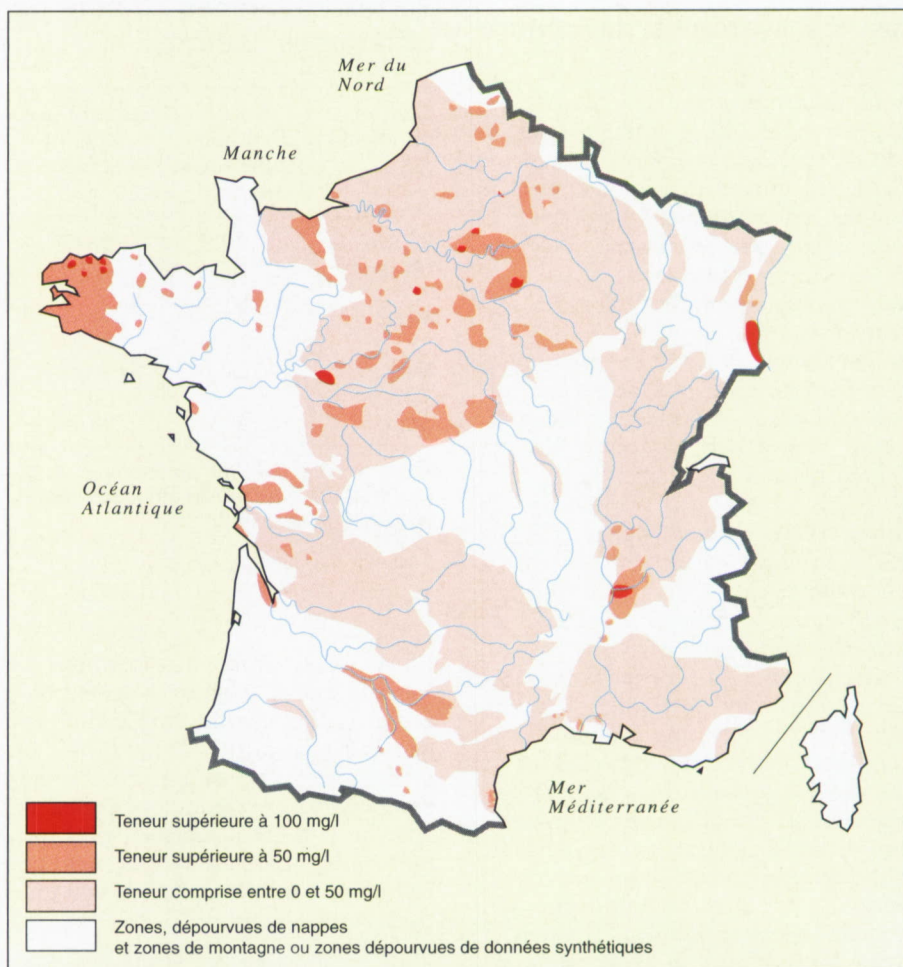 Mer du
Nord
Manche
Océan
Atlantique
Mer
Méditerranée
Teneur supérieure à 100 mg/l
Teneur supérieure à 50 mg/l
Teneur comprise entre 0 et 50 mg/l
Zones, dépourvues de nappes
et zones de montagne ou zones dépourvues de données synthétiques